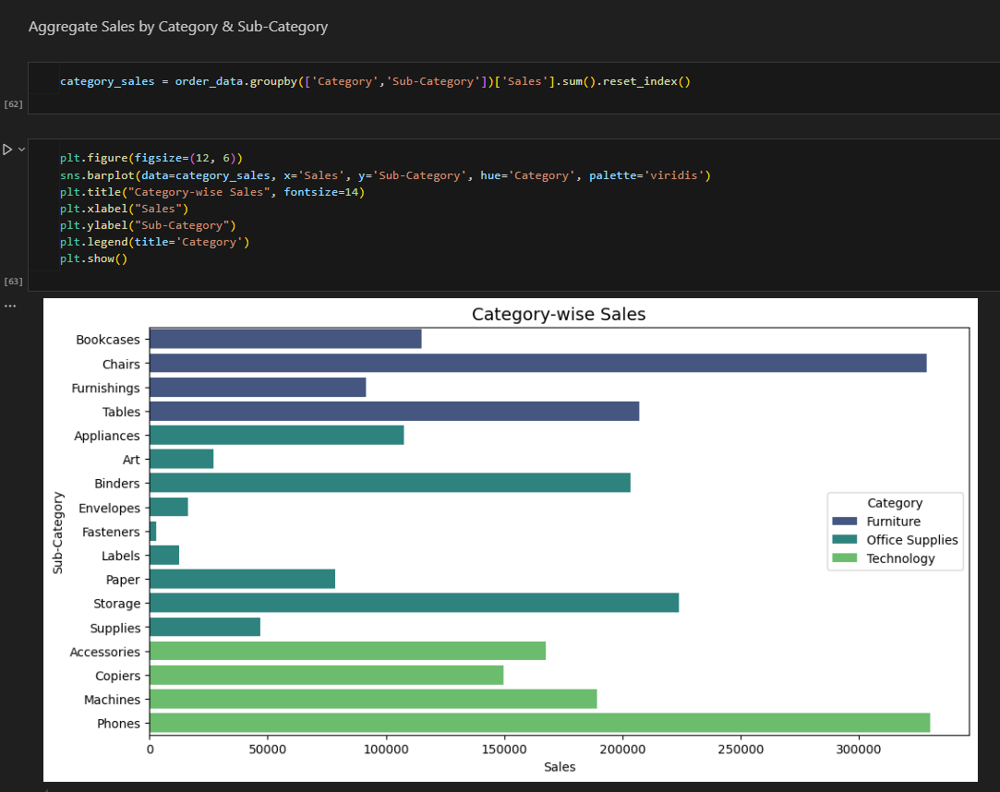 Aggregate Sales by Category & Sub-Category
category_sales = order_data.groupby(['Category','Sub-Category'])['Sales'].sum().reset_index()
[62]
plt.figure(figsize=(12, 6))
sns.barplot(data=category_sales, x='Sales', y='Sub-Category', hue='Category', palette='viridis')
plt.title("Category-wise Sales", fontsize=14)
plt.xlabel("Sales")
plt.ylabel("Sub-Category")
plt.legend(title='Category')
plt.show()
[63]
Category-wise Sales
Sub-Category
Bookcases
Chairs
Furnishings
Tables
Appliances
Art
Binders
Envelopes
Fasteners
Labels
Paper
Storage
Supplies
Accessories
Copiers
Machines
Phones
Category
Furniture
Office Supplies
Technology
0 50000 100000 150000 200000 250000 300000
Sales